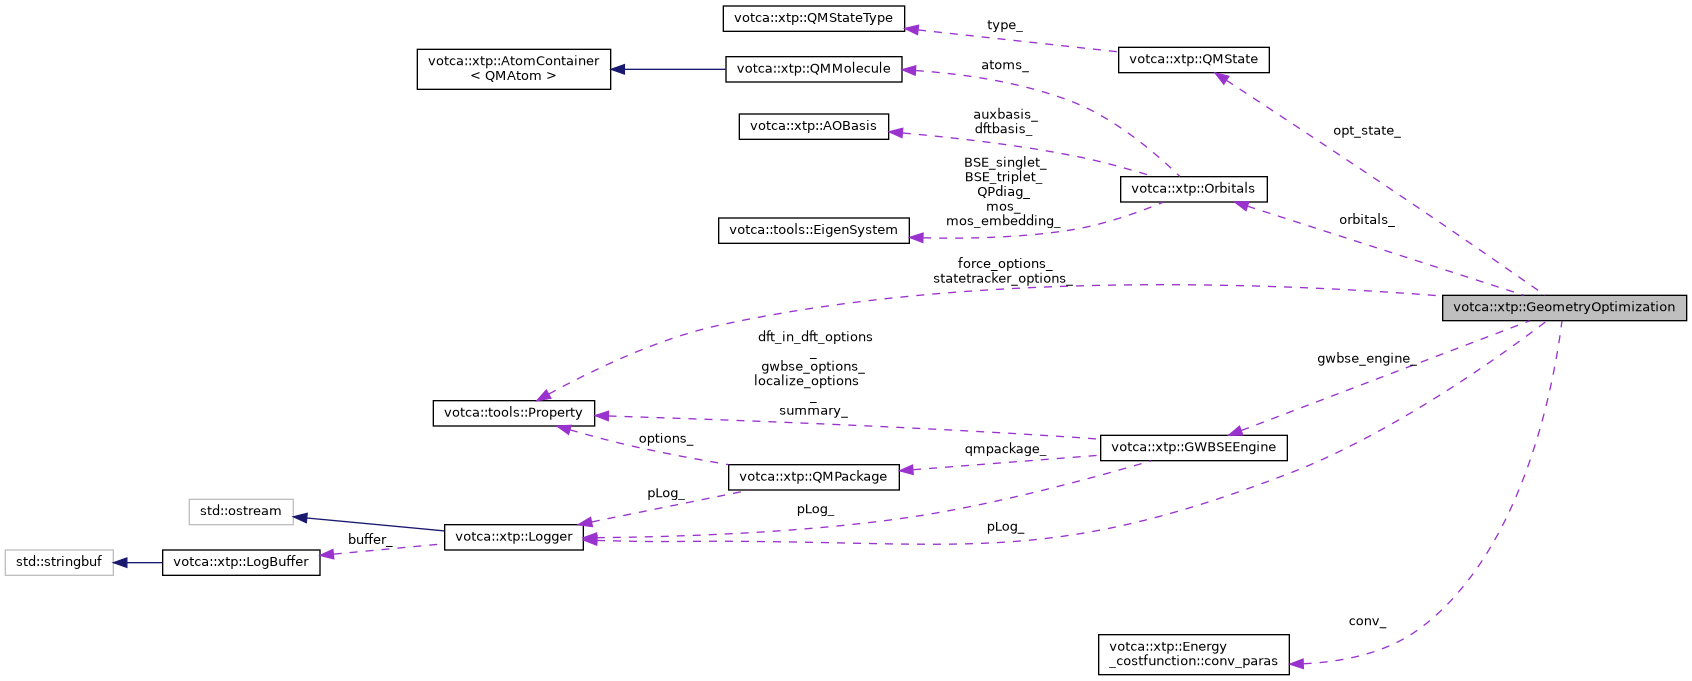 votca::xtp::QMStateType
type_
votca::xtp::AtomContainer
< QMAtom >
votca::xtp::QMMolecule
atoms_
votca::xtp::QMState
votca::xtp::AOBasis
auxbasis_
dftbasis_
opt_state_
BSE_singlet_
BSE_triplet_
QPdiag_
mos_
mos_embedding_
votca::xtp::Orbitals
orbitals_
votca::tools::EigenSystem
force_options_
statetracker_options_
votca::xtp::GeometryOptimization
dft_in_dft_options
_
gwbse_options_
localize_options
_
summary_
gwbse_engine_
votca::tools::Property
options_
qmpackage_
votca::xtp::GWBSEEngine
votca::xtp::QMPackage
pLog_
pLog_
pLog_
std::ostream
votca::xtp::Logger
buffer_
std::stringbuf
votca::xtp::LogBuffer
conv_
votca::xtp::Energy
_costfunction::conv_paras